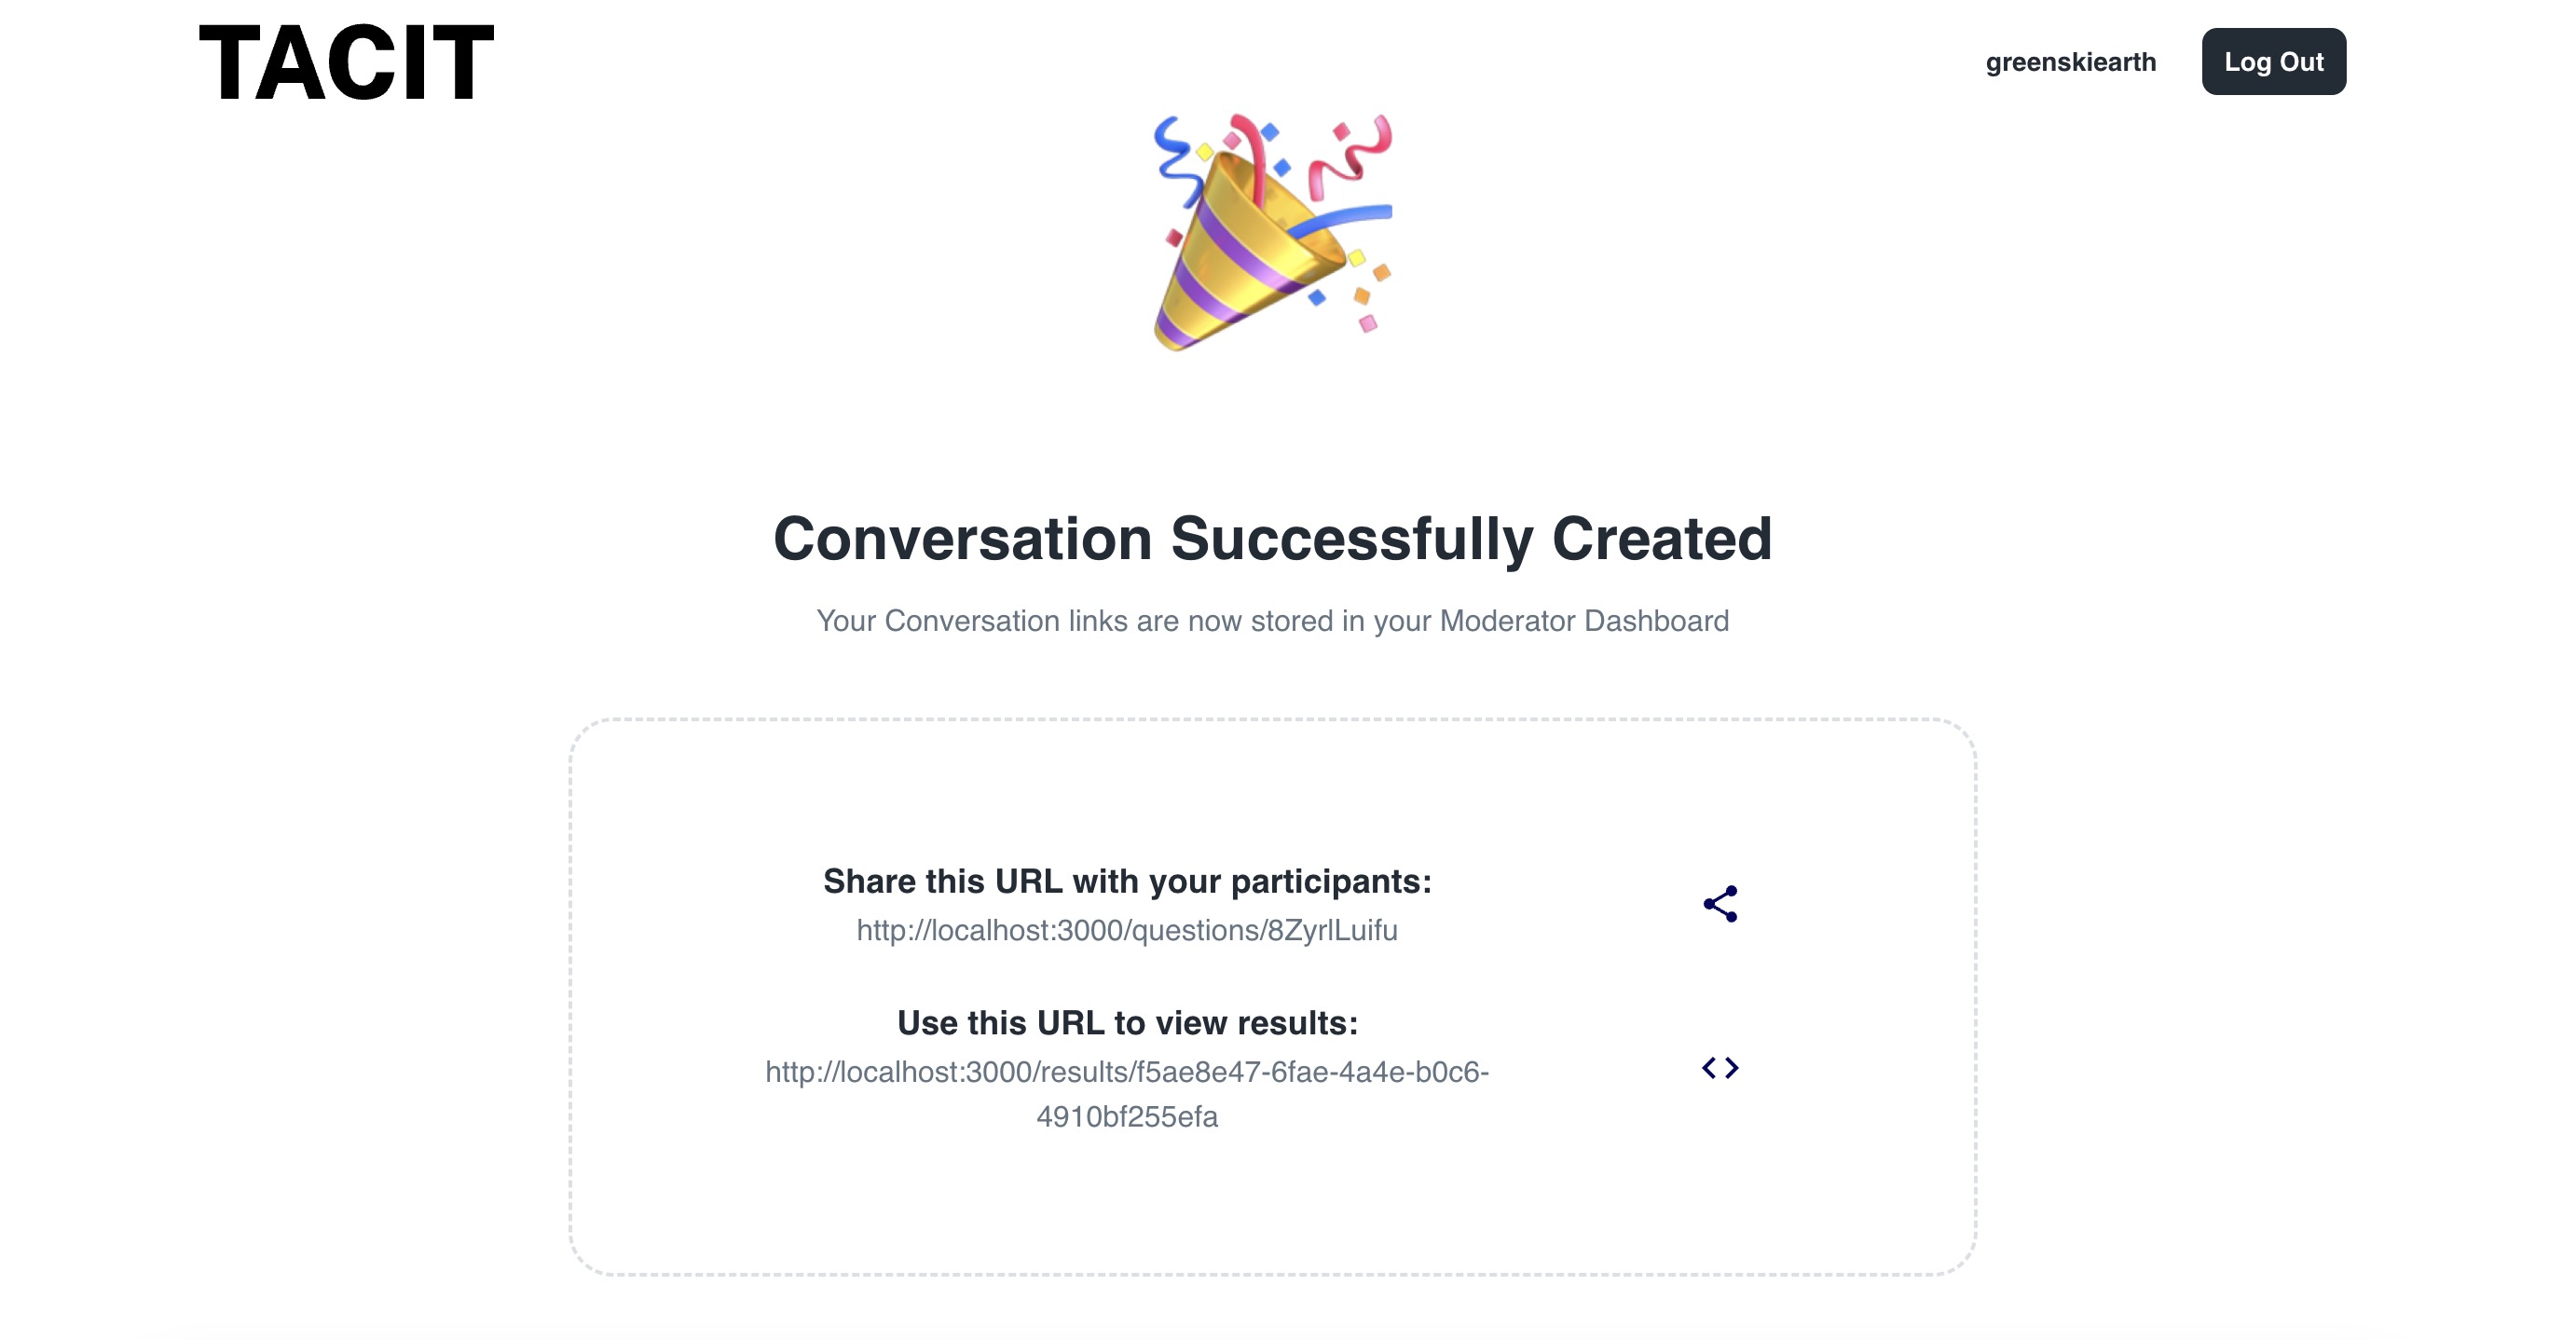 TACIT
greenskiearth
Log Out
Conversation Successfully Created
Your Conversation links are now stored in your Moderator Dashboard
Share this URL with your participants:
http://localhost:3000/questions/8ZyrlLuifu
Use this URL to view results:
http://localhost:3000/results/f5ae8e47-6fae-4a4e-b0c6-
4910bf255efa